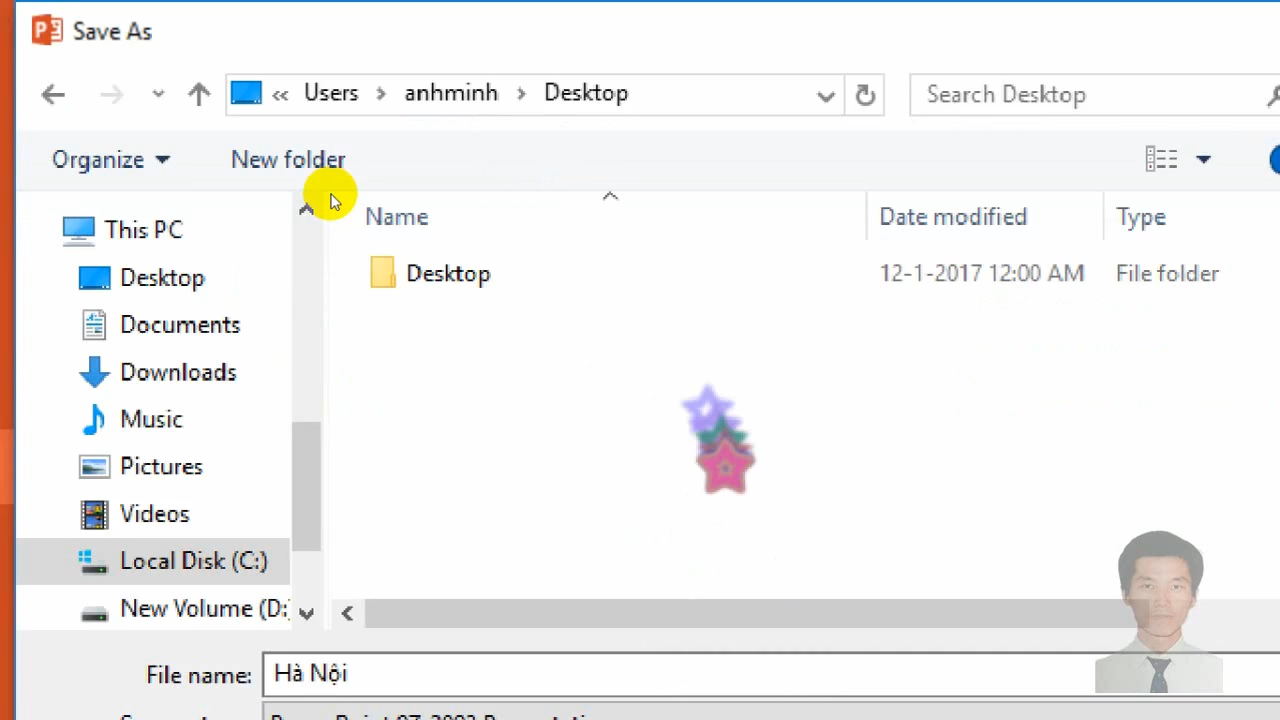 Save As
« Users > anhminh > Desktop
Search Desktop
Organize New folder
Name Date modified Type
Desktop 12-1-2017 12:00 AM File folder
This PC
Desktop
Documents
Downloads
Music
Pictures
Videos
Local Disk (C:)
New Volume (D:
File name: Hà Nội